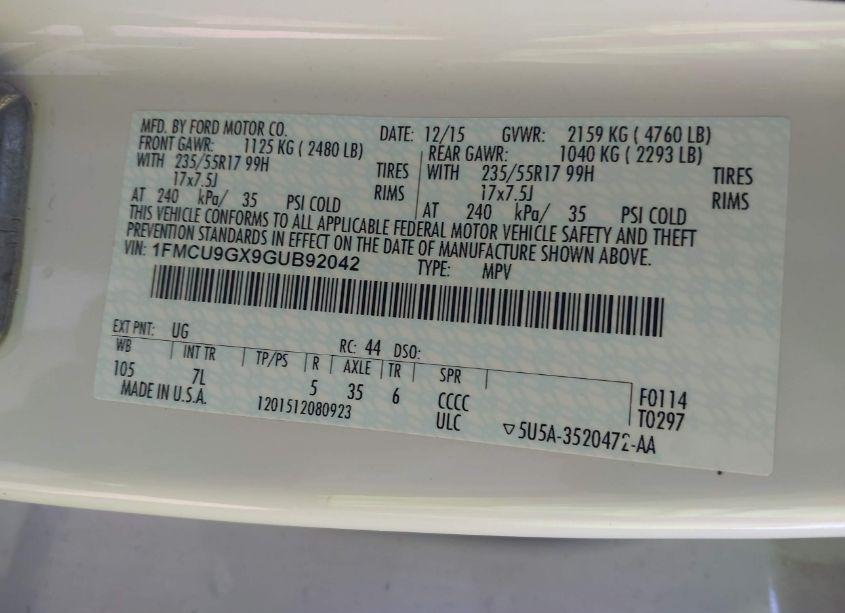 MFD. BY FORD MOTOR CO. DATE: 12/15 GVWR: 2159 KG (4760 LB)
FRONT GAWR: 1125 KG (2480 LB) REAR GAWR: 1040 KG (2293 LB)
WITH 235/55R17 99H TIRES WITH 235/55R17 99H TIRES
17x7.5J RIMS 17x7.5J RIMS
AT 240 kPa/ 35 PSI COLD AT 240 kPa/ 35 PSI COLD
THIS VEHICLE CONFORMS TO ALL APPLICABLE FEDERAL MOTOR VEHICLE SAFETY AND THEFT
PREVENTION STANDARDS IN EFFECT ON THE DATE OF MANUFACTURE SHOWN ABOVE.
VIN: 1FMCU9GX9GUB92042 TYPE: MPV
EXT PNT: UG RC: 44 DSO:
WB INT TR TP/PS R AXLE TR SPR
105 7L 5 35 6 CCCC F0114
MADE IN U.S.A. 1201512080923 ULC T0297
▽5U5A-3520472-AA